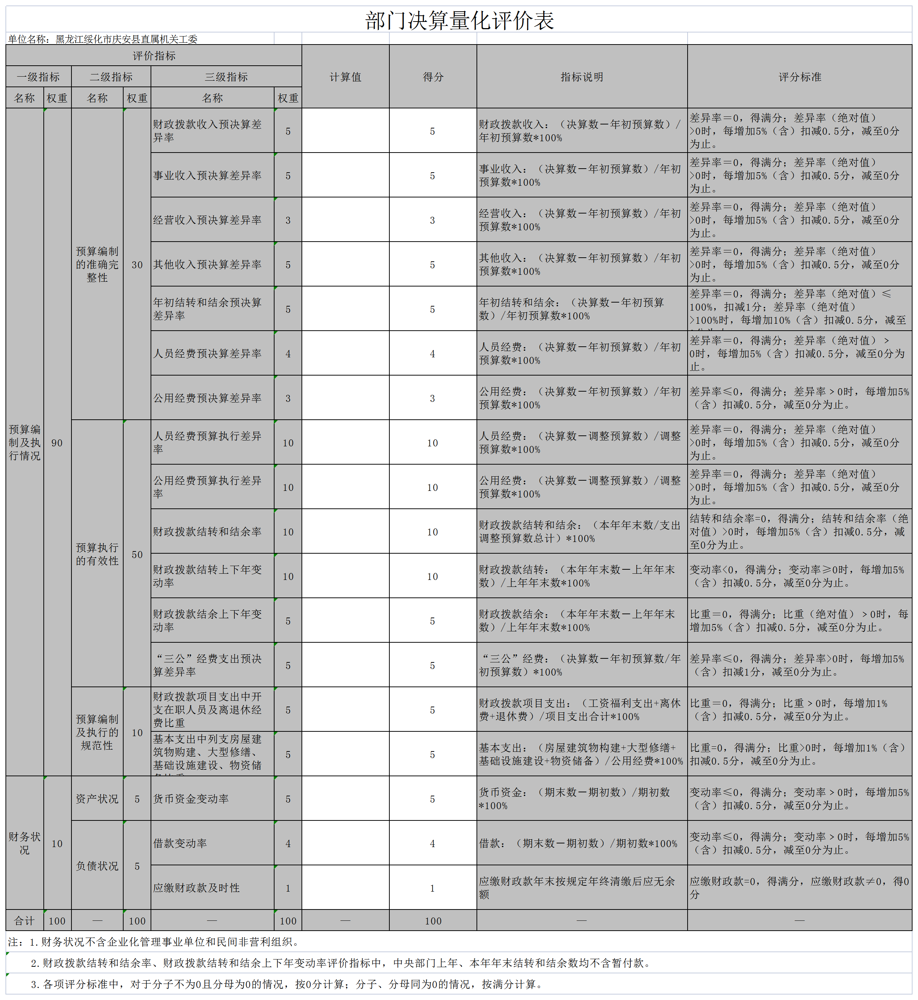 部门决算量化评价表
单位名称：黑龙江绥化市庆安县直属机关工委
评价指标
计算值
得分
指标说明
评分标准
一级指标
二级指标
三级指标
名称
权重
名称
权重
名称
权重
预算编
制及执
行情况
90
预算编制
的准确完
整性
30
财政拨款收入预决算差
异率
5
5
财政拨款收入：（决算数－年初预算数）/
年初预算数*100%
差异率＝0，得满分；差异率（绝对值）
>0时，每增加5%（含）扣减0.5分，减至0分
为止。
事业收入预决算差异率
5
5
事业收入：（决算数－年初预算数）/年初
预算数*100%
差异率＝0，得满分；差异率（绝对值）
>0时，每增加5%（含）扣减0.5分，减至0分
为止。
经营收入预决算差异率
3
3
经营收入：（决算数－年初预算数）/年初
预算数*100%
差异率＝0，得满分；差异率（绝对值）
>0时，每增加5%（含）扣减0.5分，减至0分
为止。
其他收入预决算差异率
5
5
其他收入：（决算数－年初预算数）/年初
预算数*100%
差异率＝0，得满分；差异率（绝对值）
>0时，每增加5%（含）扣减0.5分，减至0分
为止。
年初结转和结余预决算
差异率
5
5
年初结转和结余：（决算数－年初预算
数）/年初预算数*100%
差异率＝0，得满分；差异率（绝对值）≤
100%，扣减1分；差异率（绝对值）
>100%时，每增加10%（含）扣减0.5分，减至
人员经费预决算差异率
4
4
人员经费：（决算数－年初预算数）/年初
预算数*100%
差异率＝0，得满分；差异率（绝对值）﹥
0时，每增加5%（含）扣减0.5分，减至0分为
止。
公用经费预决算差异率
3
3
公用经费：（决算数－年初预算数）/年初
预算数*100%
差异率≤0，得满分；差异率﹥0时，每增加5%
（含）扣减0.5分，减至0分为止。
预算执行
的有效性
50
人员经费预算执行差异
率
10
10
人员经费：（决算数－调整预算数）/调整
预算数*100%
差异率＝0，得满分；差异率（绝对值）
>0时，每增加5%（含）扣减0.5分，减至0分
为止。
公用经费预算执行差异
率
10
10
公用经费：（决算数－调整预算数）/调整
预算数*100%
差异率＝0，得满分；差异率（绝对值）
>0时，每增加5%（含）扣减0.5分，减至0分
为止。
财政拨款结转和结余率
10
10
财政拨款结转和结余：（本年年末数/支出
调整预算数总计）*100%
结转和结余率=0，得满分；结转和结余率（绝
对值）>0时，每增加5%（含）扣减0.5分，减
至0分为止。
财政拨款结转上下年变
动率
10
10
财政拨款结转：（本年年末数－上年年末
数）/上年年末数*100%
变动率<0，得满分；变动率≥0时，每增加5%
（含）扣减0.5分，减至0分为止。
财政拨款结余上下年变
动率
5
5
财政拨款结余：（本年年末数－上年年末
数）/上年年末数*100%
比重＝0，得满分；比重（绝对值）﹥0时，每
增加5%（含）扣减0.5分，减至0分为止。
“三公”经费支出预决
算差异率
5
5
“三公”经费：（决算数－年初预算数/年
初预算数）*100%
差异率≤0，得满分；差异率>0时，每增加5%
（含）扣减1分，减至0分为止。
预算编制
及执行的
规范性
10
财政拨款项目支出中开
支在职人员及离退休经
费比重
5
5
财政拨款项目支出：（工资福利支出+离休
费+退休费）/项目支出合计*100%
比重＝0，得满分；比重﹥0时，每增加1%
（含）扣减0.5分，减至0分为止。
基本支出中列支房屋建
筑物购建、大型修缮、
基础设施建设、物资储
5
5
基本支出：（房屋建筑物构建+大型修缮+
基础设施建设+物资储备）/公用经费*100%
比重=0，得满分；比重>0时，每增加1%（含）
扣减0.5分，减至0分为止。
财务状
况
10
资产状况
5
货币资金变动率
5
5
货币资金：（期末数－期初数）/期初数
*100%
变动率≤0，得满分；变动率﹥0时，每增加5%
（含）扣减0.5分，减至0分为止。
负债状况
5
借款变动率
4
4
借款：（期末数－期初数）/期初数*100%
变动率≤0，得满分；变动率﹥0时，每增加5%
（含）扣减0.5分，减至0分为止。
应缴财政款及时性
1
1
应缴财政款年末按规定年终清缴后应无余
额
应缴财政款=0，得满分，应缴财政款≠0，得0
分
合计
100
—
100
—
100
—
100
—
—
注：1.财务状况不含企业化管理事业单位和民间非营利组织。
2.财政拨款结转和结余率、财政拨款结转和结余上下年变动率评价指标中，中央部门上年、本年年末结转和结余数均不含暂付款。
3.各项评分标准中，对于分子不为0且分母为0的情况，按0分计算；分子、分母同为0的情况，按满分计算。